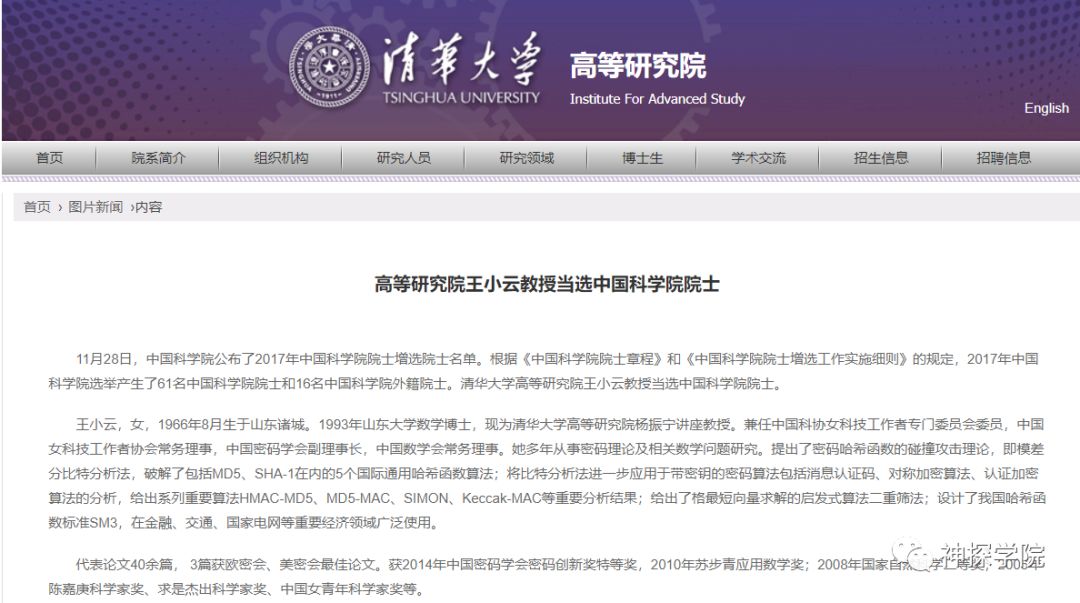 清华大学
TSINGHUA UNIVERSITY
高等研究院
Institute For Advanced Study
English
首页 院系简介 组织机构 研究人员 研究领域 博士生 学术交流 招生信息 招聘信息
首页 › 图片新闻 ›内容
高等研究院王小云教授当选中国科学院院士
11月28日，中国科学院公布了2017年中国科学院院士增选院士名单。根据《中国科学院院士章程》和《中国科学院院士增选工作实施细则》的规定，2017年中国
科学院选举产生了61名中国科学院院士和16名中国科学院外籍院士。清华大学高等研究院王小云教授当选中国科学院院士。
王小云，女，1966年8月生于山东诸城。1993年山东大学数学博士，现为清华大学高等研究院杨振宁讲座教授。兼任中国科协女科技工作者专门委员会委员，中国
女科技工作者协会常务理事，中国密码学会副理事长，中国数学会常务理事。她多年从事密码理论及相关数学问题研究。提出了密码哈希函数的碰撞攻击理论，即模差
分比特分析法，破解了包括MD5、SHA-1在内的5个国际通用哈希函数算法；将比特分析法进一步应用于带密钥的密码算法包括消息认证码、对称加密算法、认证加密
算法的分析，给出系列重要算法HMAC-MD5、MD5-MAC、SIMON、Keccak-MAC等重要分析结果；给出了格最短向量求解的启发式算法二重筛法；设计了我国哈希函
数标准SM3，在金融、交通、国家电网等重要经济领域广泛使用。
代表论文40余篇， 3篇获欧密会、美密会最佳论文。获2014年中国密码学会密码创新奖特等奖，2010年苏步青应用数学奖；2008年国家自
陈嘉庚科学家奖、求是杰出科学家奖、中国女青年科学家奖等。
神探学院